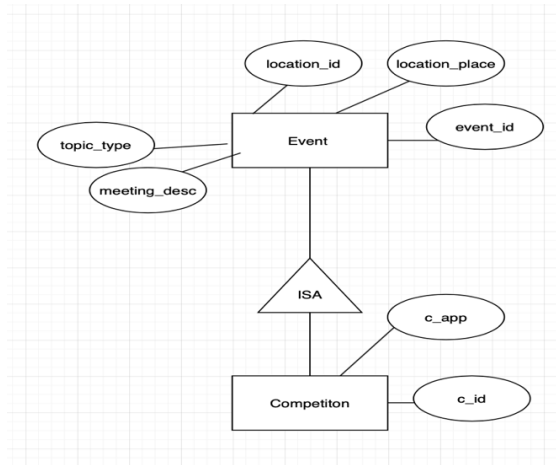 location_id
location_place
Event
event_id
topic_type
meeting_desc
ISA
c_app
Competiton
c_id